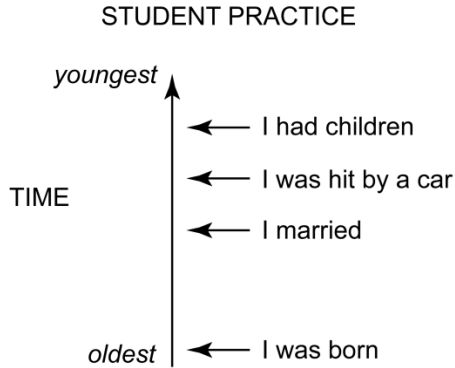 STUDENT PRACTICE
youngest
I had children
I was hit by a car
TIME
I married
oldest
I was born